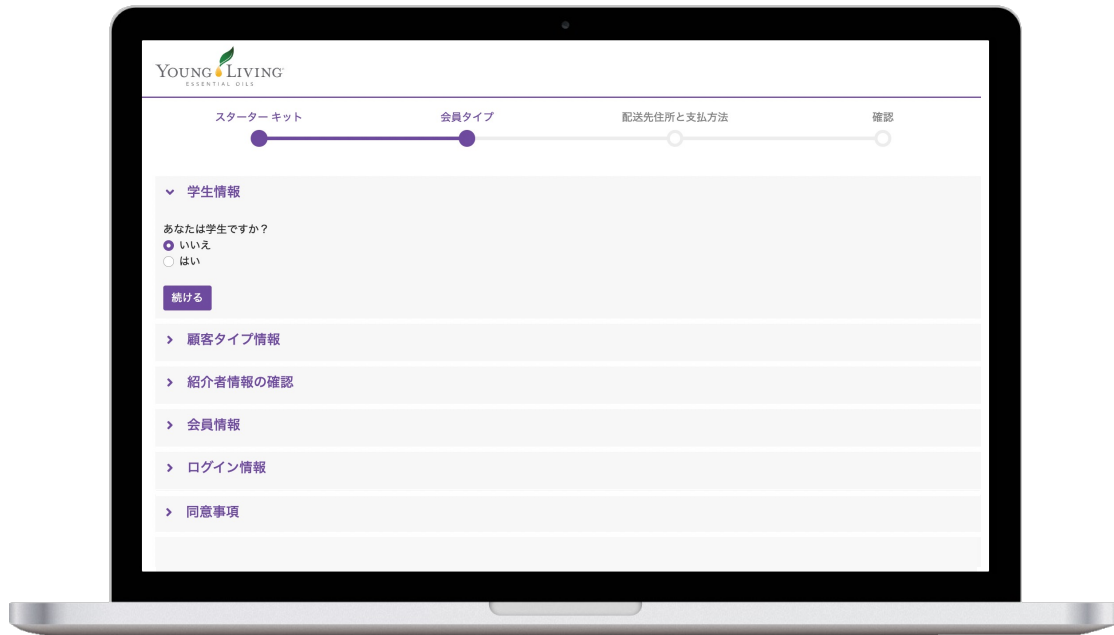 YOUNG LIVING
ESSENTIAL OILS
スターター キット
会員タイプ
配送先住所と支払方法
確認
学生情報
あなたは学生ですか？
いいえ
はい
続ける
顧客タイプ情報
紹介者情報の確認
会員情報
ログイン情報
同意事項